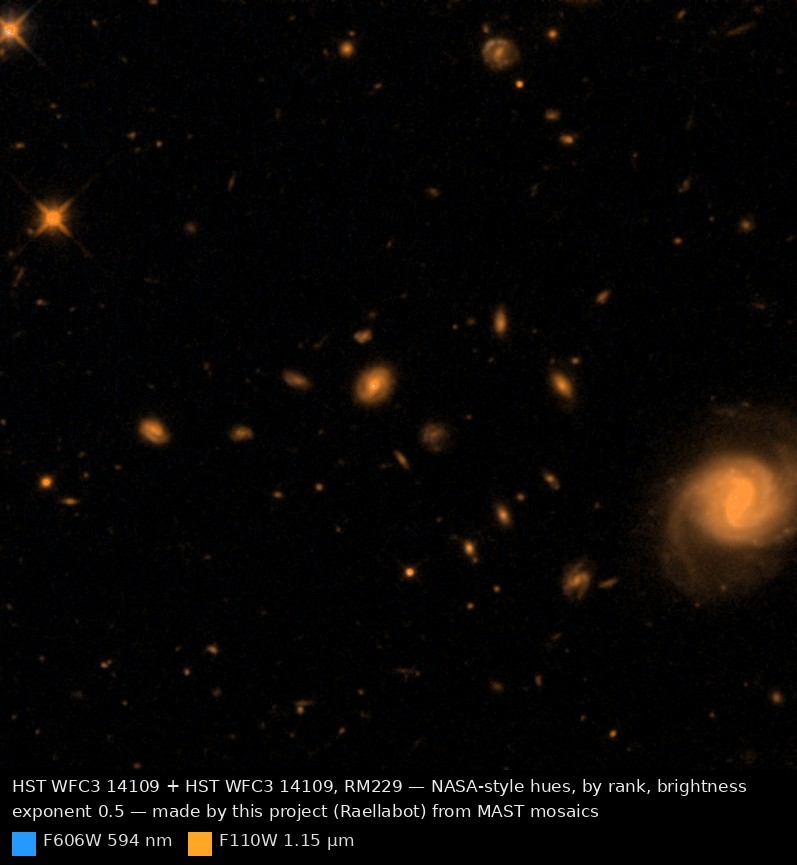 HST WFC3 14109 + HST WFC3 14109, RM229 — NASA-style hues, by rank, brightness
exponent 0.5 — made by this project (Raellabot) from MAST mosaics
F606W 594 nm F110W 1.15 µm